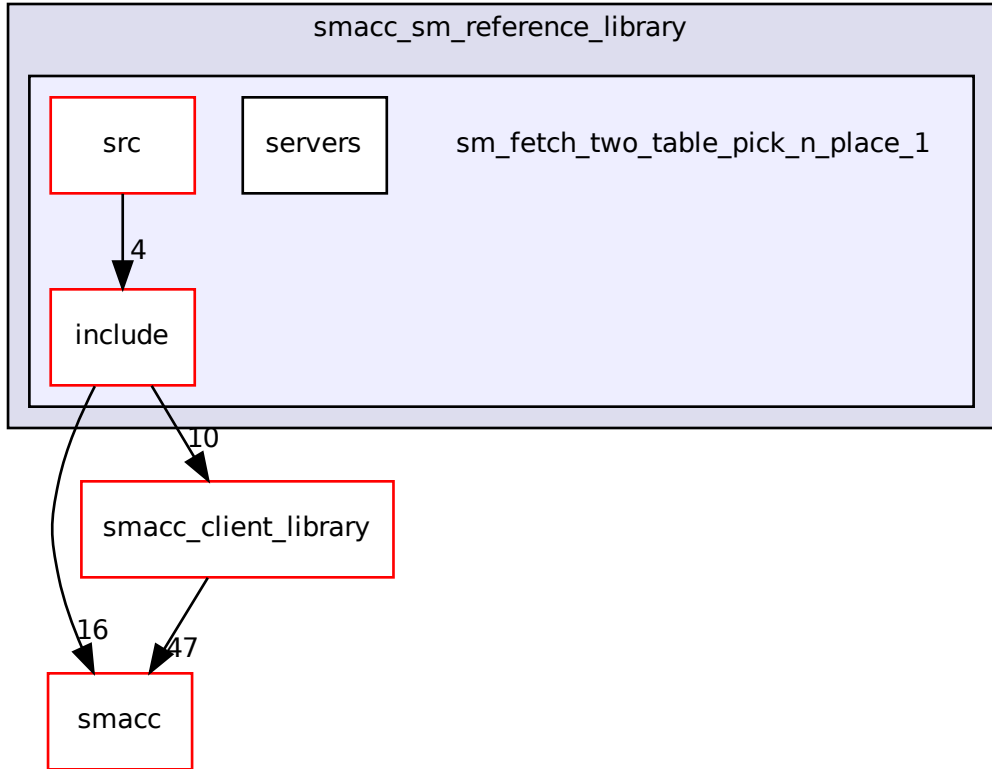 smacc_sm_reference_library
src
servers
sm_fetch_two_table_pick_n_place_1
4
include
10
smacc_client_library
16
47
smacc